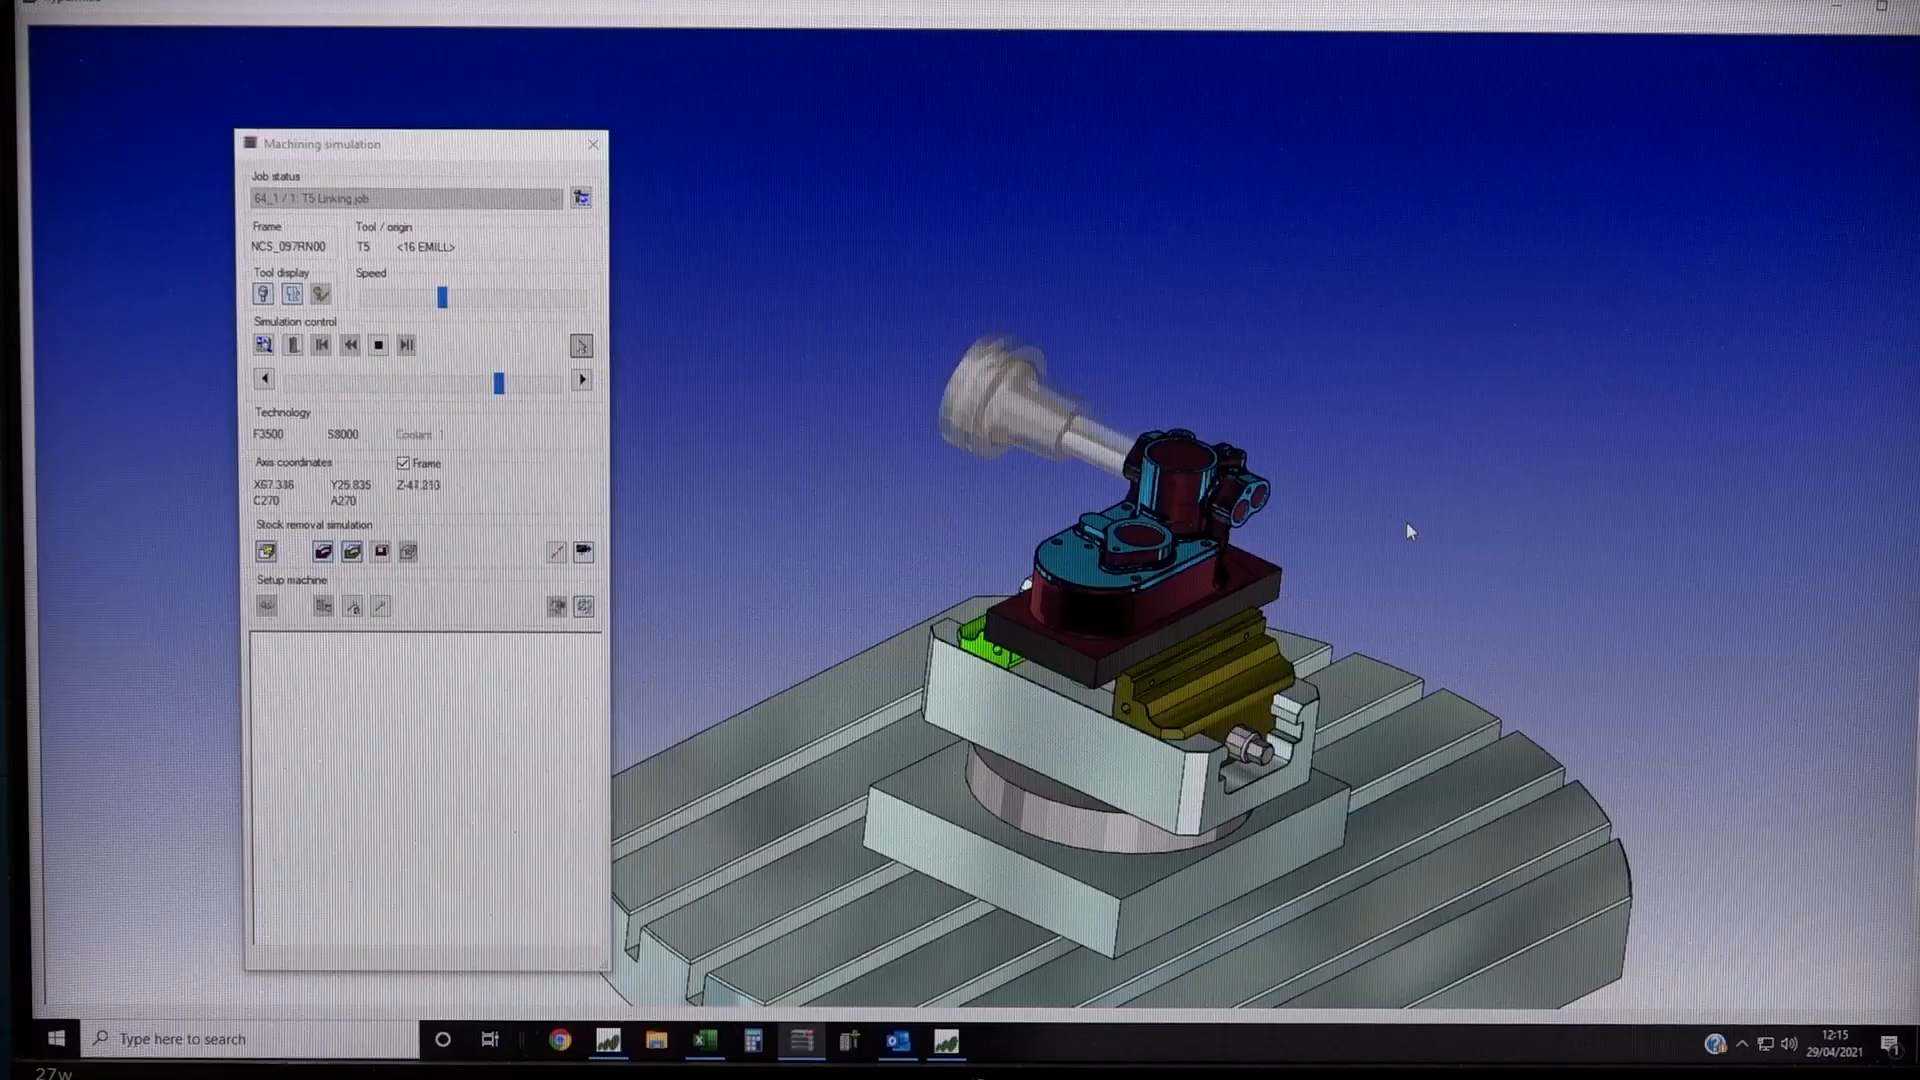 Machining simulation
Job status
64_1 / 1: T5 Linking job
Frame
Tool / origin
NCS_097RN00
T5
<16 EMILL>
Tool display
Speed
Simulation control
Technology
F3500
S8000
Coolant 1
Axis coordinates
Frame
X67.336
Y25.835
C270
A270
Stock removal simulation
Setup machine
Type here to search
12:15
29/04/2021
27w